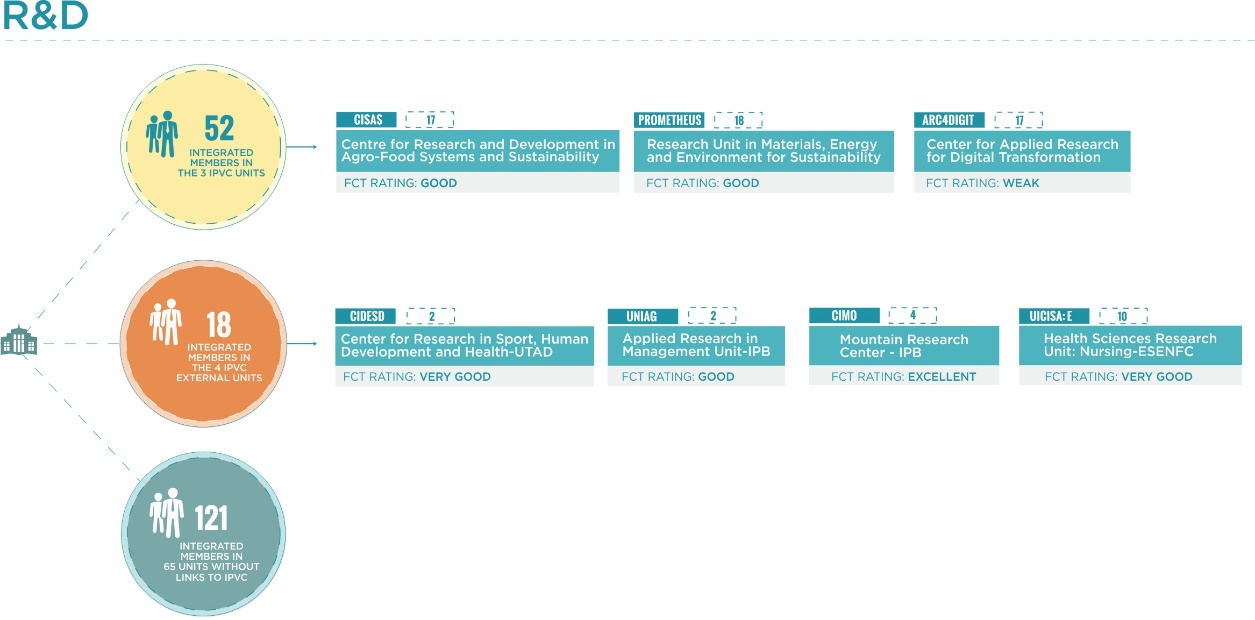 R&D
52
INTEGRATED
MEMBERS IN
THE 3 IPVC UNITS
CISAS 17
Centre for Research and Development in
Agro-Food Systems and Sustainability
FCT RATING: GOOD
PROMETHEUS 18
Research Unit in Materials, Energy
and Environment for Sustainability
FCT RATING: GOOD
ARC4DIGIT 17
Center for Applied Research
for Digital Transformation
FCT RATING: WEAK
18
INTEGRATED
MEMBERS IN
THE 4 IPVC
EXTERNAL UNITS
CIDESD 2
Center for Research in Sport, Human
Development and Health-UTAD
FCT RATING: VERY GOOD
UNIAG 2
Applied Research in
Management Unit-IPB
FCT RATING: GOOD
CIMO 4
Mountain Research
Center - IPB
FCT RATING: EXCELLENT
UICISA: E 10
Health Sciences Research
Unit: Nursing-ESENFC
FCT RATING: VERY GOOD
121
INTEGRATED
MEMBERS IN
65 UNITS WITHOUT
LINKS TO IPVC